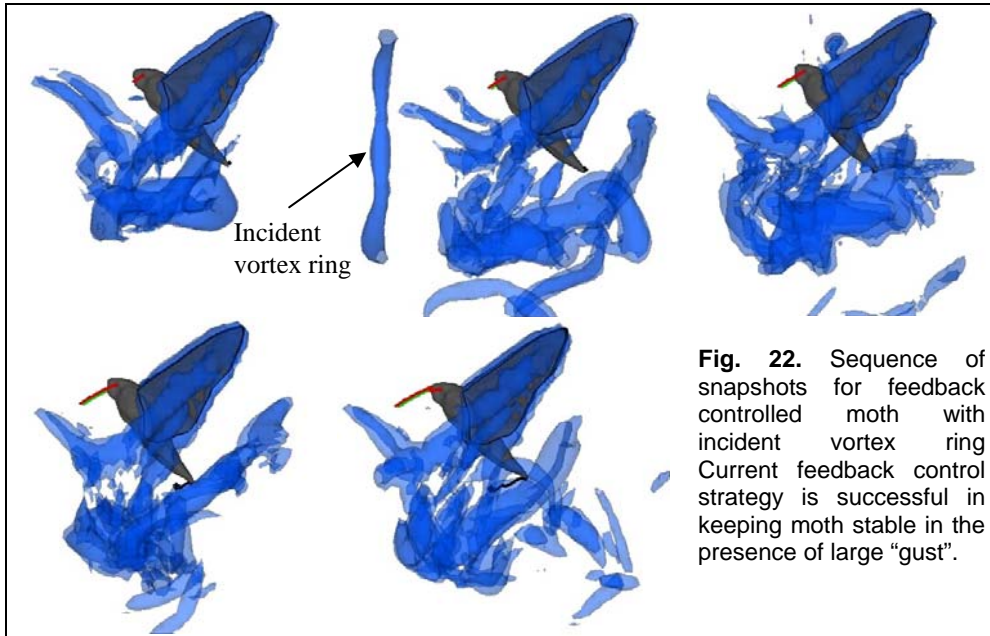 Incident
vortex ring
Fig. 22. Sequence of
snapshots for feedback
controlled moth with
incident vortex ring
Current feedback control
strategy is successful in
keeping moth stable in the
presence of large “gust”.